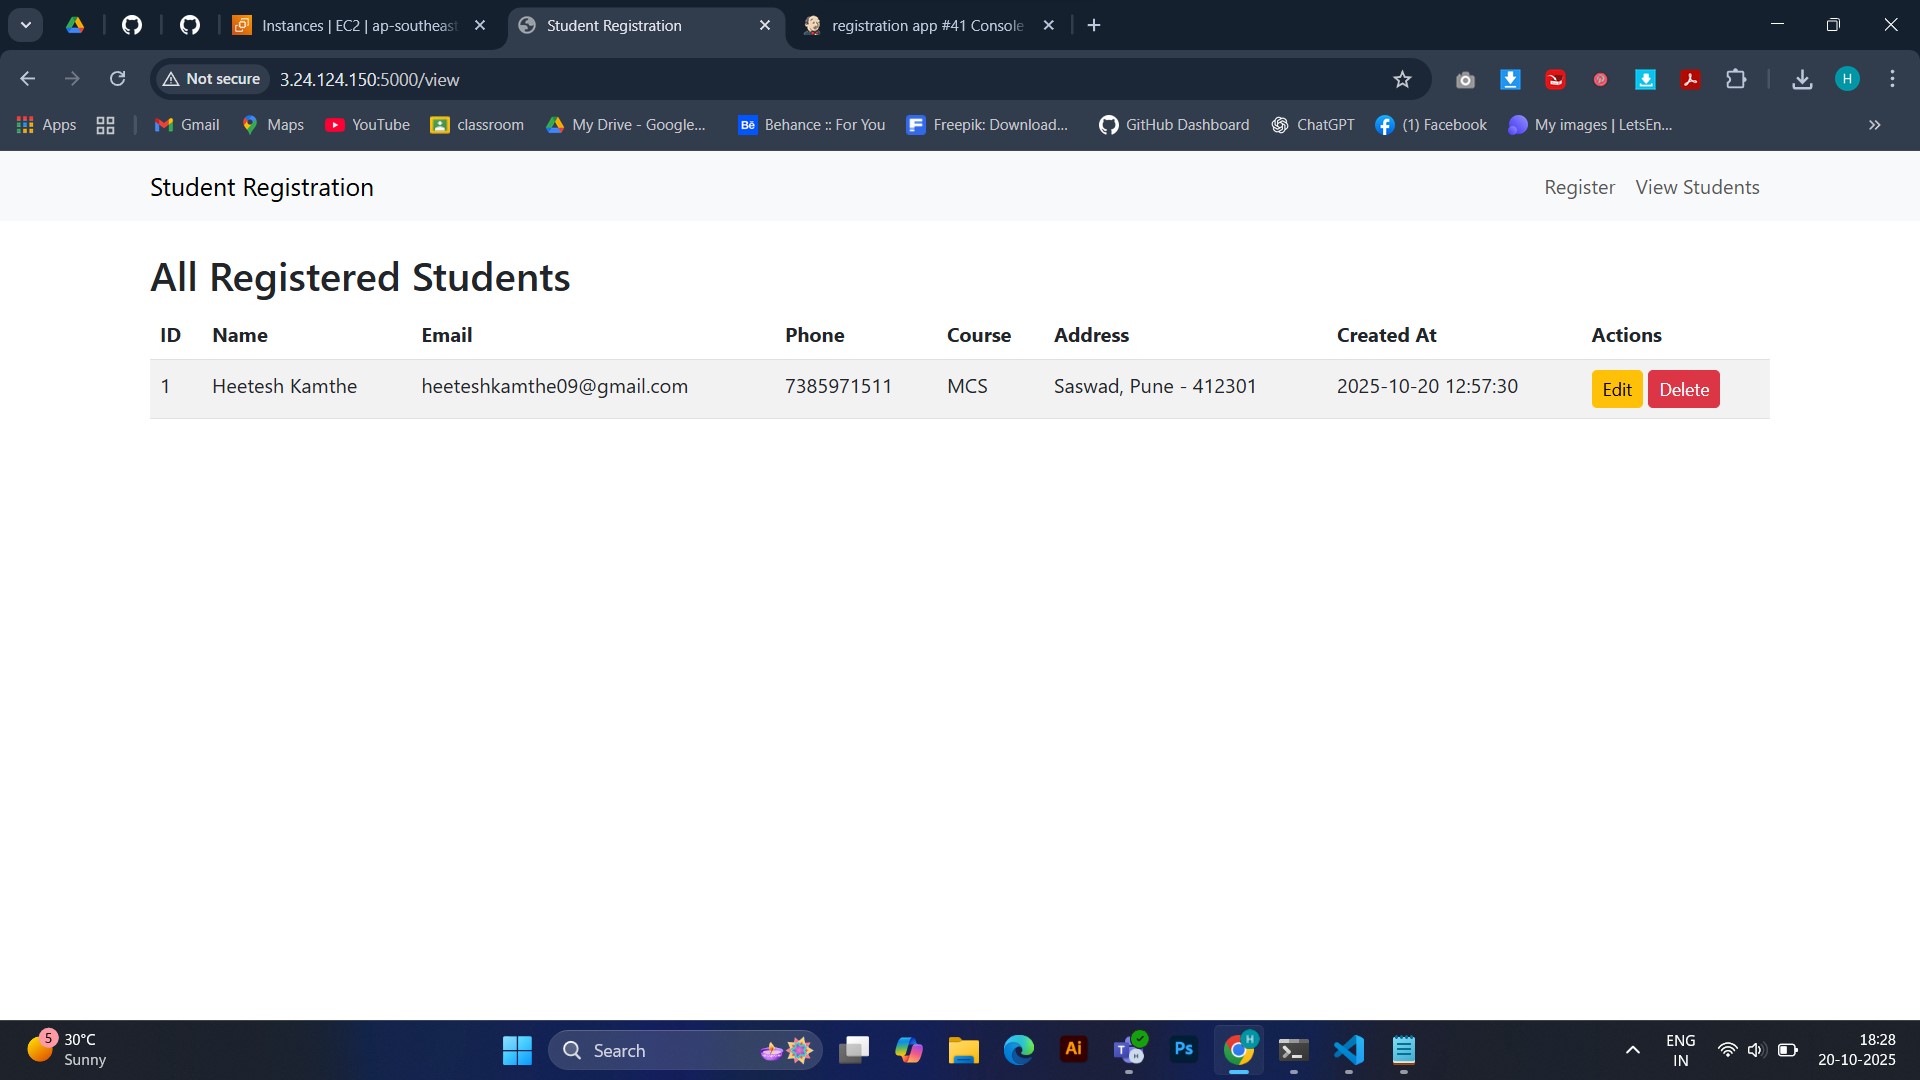 Instances | EC2 | ap-southeast
Student Registration
registration app #41 Console
Not secure
3.24.124.150:5000/view
H
Apps
Gmail
Maps
YouTube
classroom
My Drive - Google...
Bē
Behance :: For You
Freepik: Download...
GitHub Dashboard
ChatGPT
(1) Facebook
My images | LetsEn...
»
Student Registration
Register
View Students
All Registered Students
ID Name Email Phone Course Address Created At Actions
1 Heetesh Kamthe heeteshkamthe09@gmail.com 7385971511 MCS Saswad, Pune - 412301 2025-10-20 12:57:30 Edit Delete
5
30°C
Sunny
Search
Ai
T
H
Ps
H
ENG
IN
18:28
20-10-2025